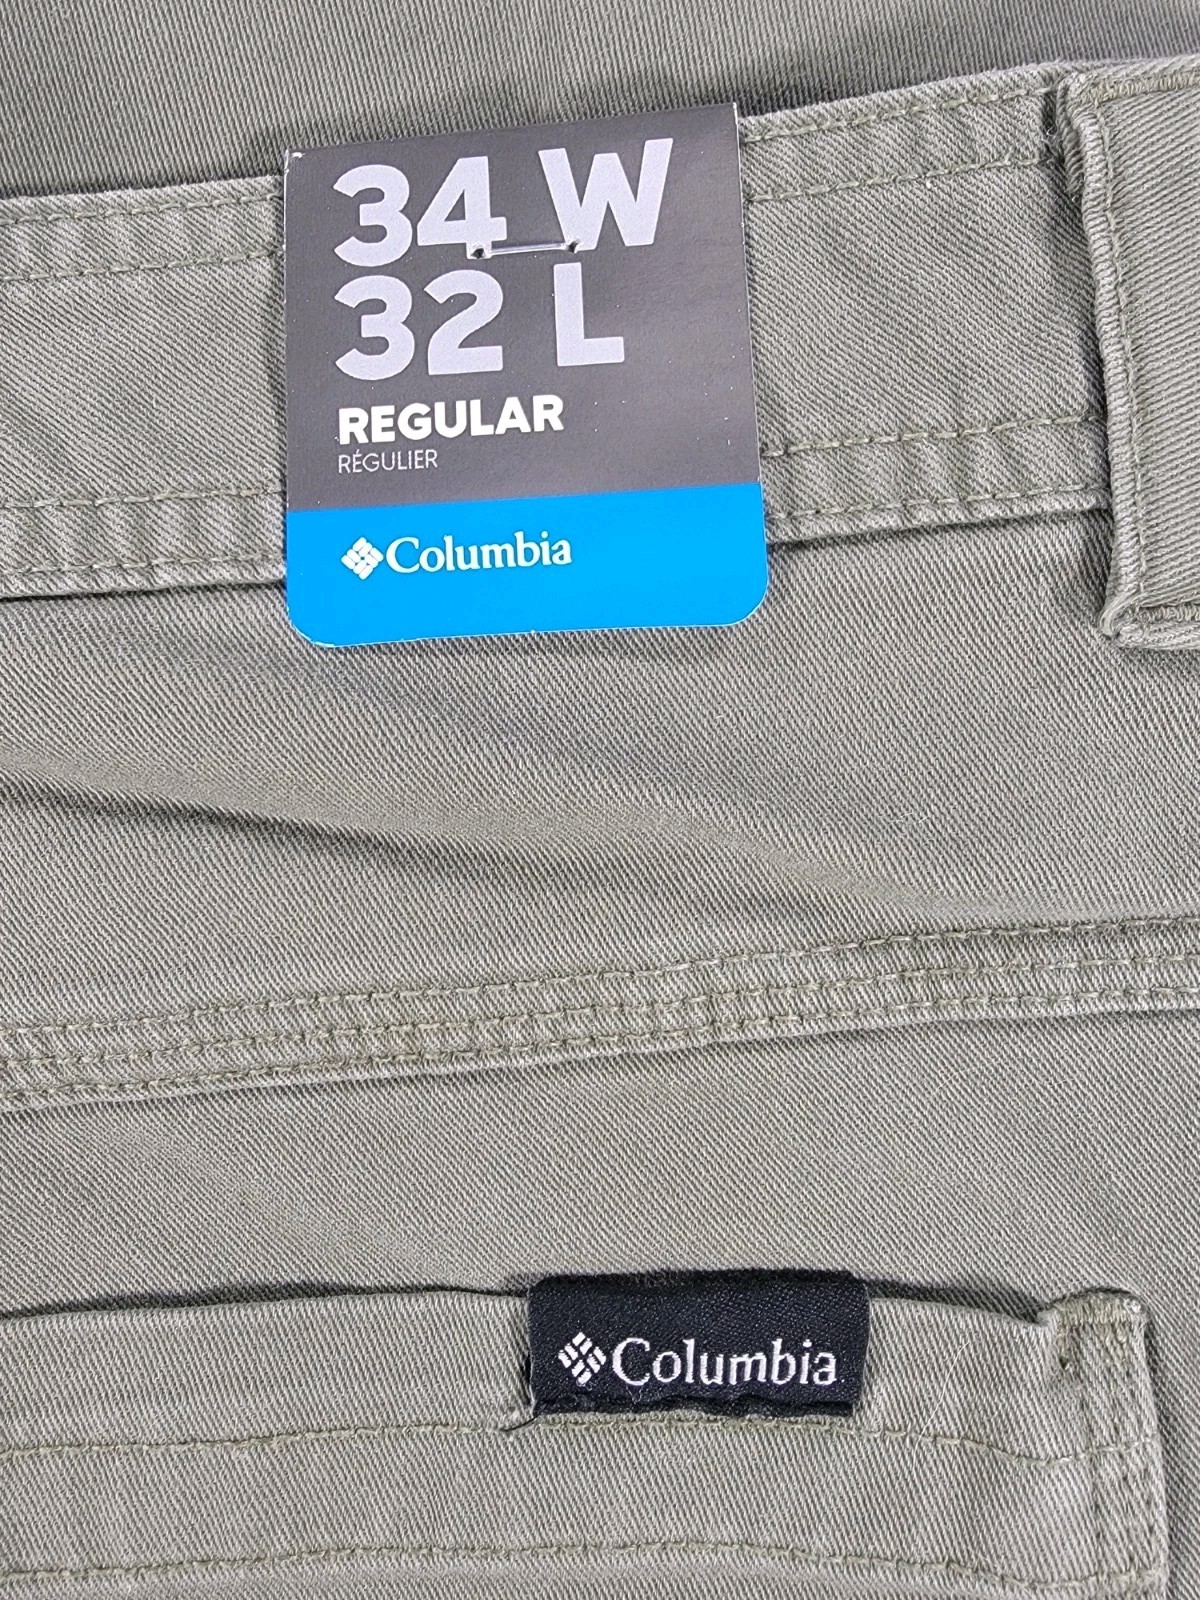 34 W
32 L
REGULAR
RÉGULIER
Columbia
Columbia